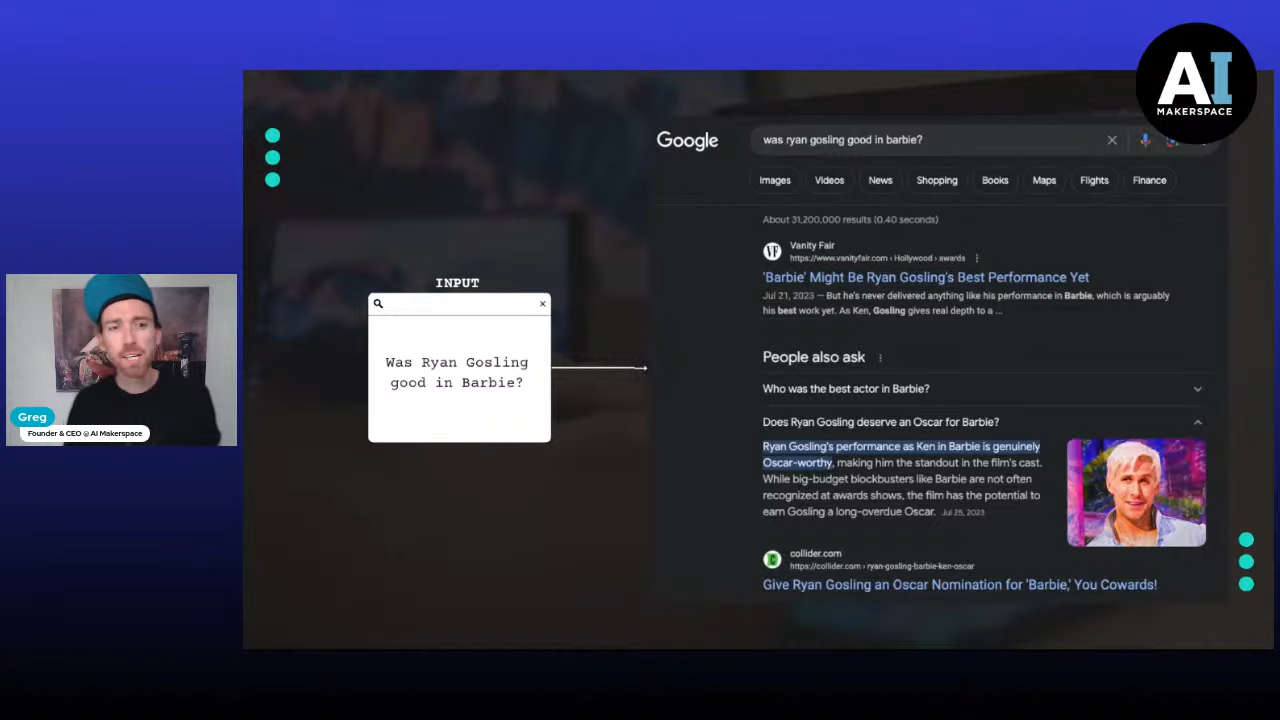 AI
MAKERSPACE
Google
was ryan gosling good in barbie?
Images Videos News Shopping Books Maps Flights Finance
About 31,200,000 results (0.40 seconds)
VF
Vanity Fair
https://www.vanityfair.com › Hollywood › awards
'Barbie' Might Be Ryan Gosling's Best Performance Yet
Jul 21, 2023 — But he's never delivered anything like his performance in Barbie, which is arguably
his best work yet. As Ken, Gosling gives real depth to a ...
People also ask
Who was the best actor in Barbie?
Does Ryan Gosling deserve an Oscar for Barbie?
Ryan Gosling's performance as Ken in Barbie is genuinely
Oscar-worthy, making him the standout in the film's cast.
While big-budget blockbusters like Barbie are not often
recognized at awards shows, the film has the potential to
earn Gosling a long-overdue Oscar. Jul 25, 2023
C
collider.com
https://collider.com › ryan-gosling-barbie-ken-oscar
Give Ryan Gosling an Oscar Nomination for 'Barbie,' You Cowards!
INPUT
Was Ryan Gosling
good in Barbie?
Greg
Founder & CEO @ AI Makerspace